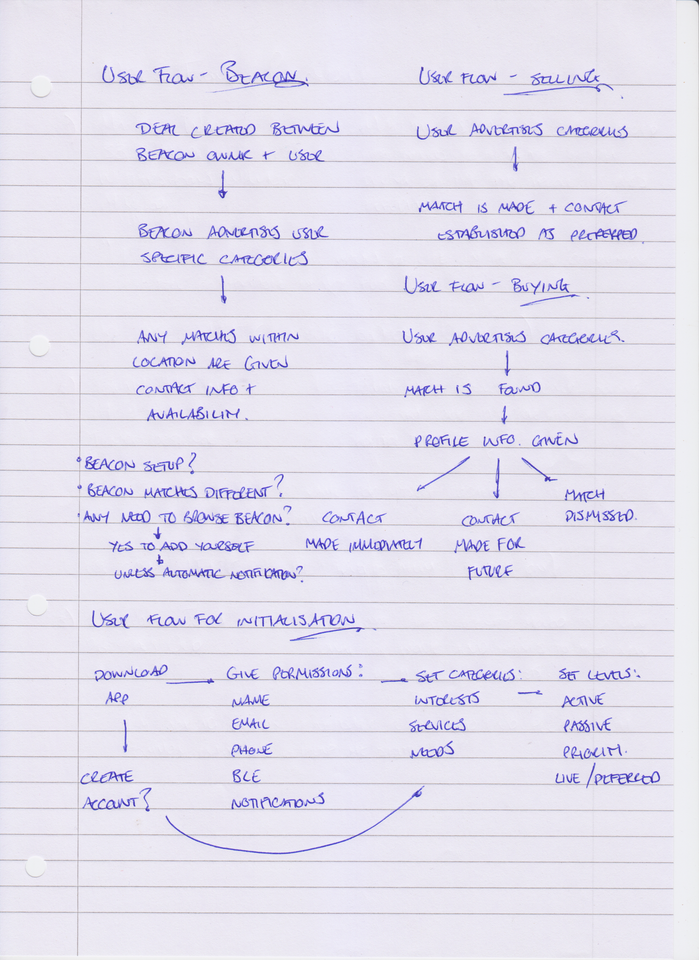 USER FLOW - BEACON.
DEAL CREATED BETWEEN
BEACON OWNER + USER
BEACON ADVERTISES USER
SPECIFIC CATEGORIES
ANY MATCHES WITHIN
LOCATION ARE GIVEN
CONTACT INFO +
AVAILABILITY.
• BEACON SETUP?
• BEACON MATCHES DIFFERENT?
• ANY NEED TO BROWSE BEACON?
YES TO ADD YOURSELF
UNLESS AUTOMATIC NOTIFICATION?
USER FLOW - SELLING
USER ADVERTISES CATEGORIES
MATCH IS MADE + CONTACT
ESTABLISHED AS PREFERRED.
USER FLOW - BUYING
USER ADVERTISES CATEGORIES.
MATCH IS FOUND
PROFILE INFO. GIVEN
CONTACT
MADE IMMEDIATELY
CONTACT
MADE FOR
FUTURE
MATCH
DISMISSED.
USER FLOW FOR INITIALISATION
DOWNLOAD
APP
CREATE
ACCOUNT?
GIVE PERMISSIONS:
NAME
EMAIL
PHONE
BLE
NOTIFICATIONS
SET CATEGORIES:
INTERESTS
SERVICES
NEEDS
SET LEVELS:
ACTIVE
PASSIVE
PRIORITY.
LIVE / DEFERRED